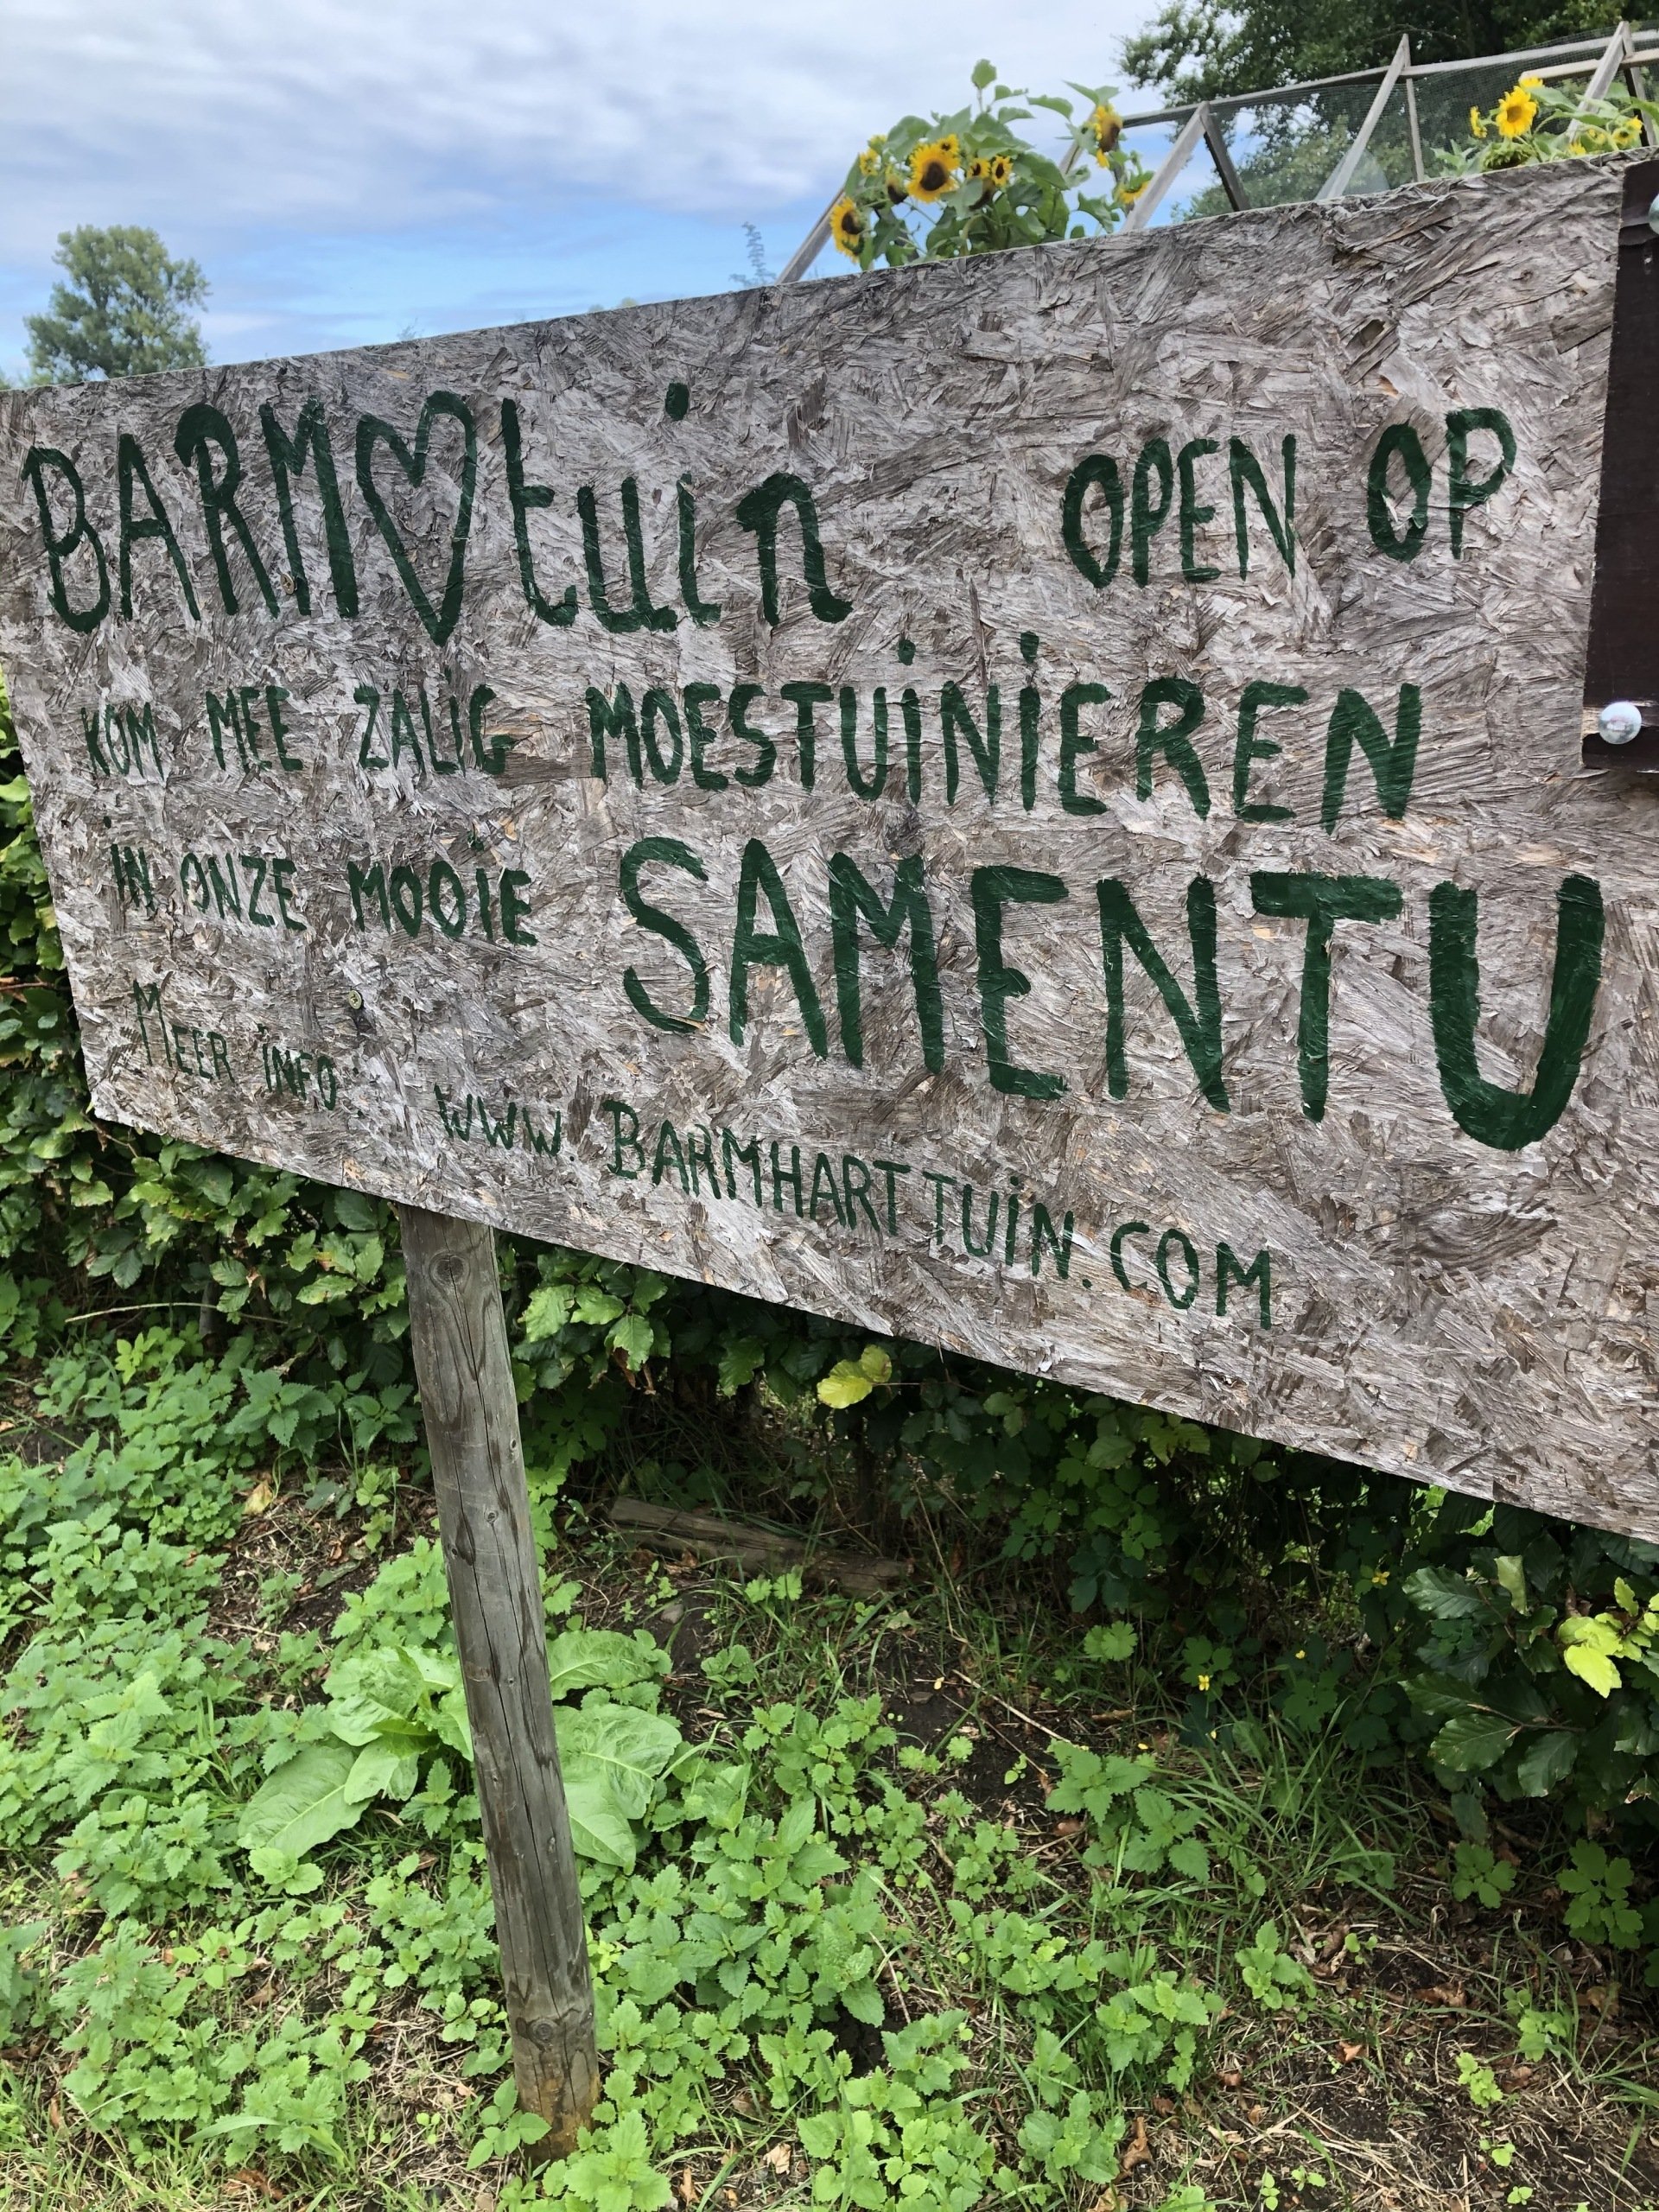 BARM♡tuin OPEN OP
KOM MEE ZALIG MOESTUINIEREN
IN ONZE MOOIE SAMENTU
MEER INFO: WWW.BARMHARTTUIN.COM